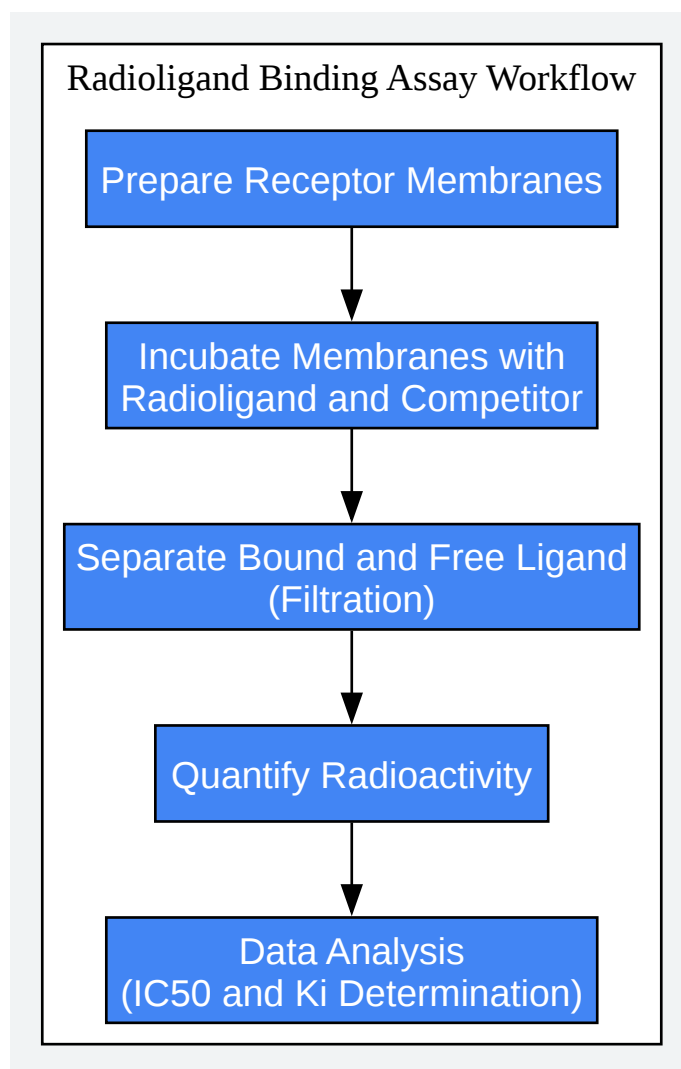 Radioligand Binding Assay Workflow
Prepare Receptor Membranes
Incubate Membranes with
Radioligand and Competitor
Separate Bound and Free Ligand
(Filtration)
Quantify Radioactivity
Data Analysis
(IC50 and Ki Determination)